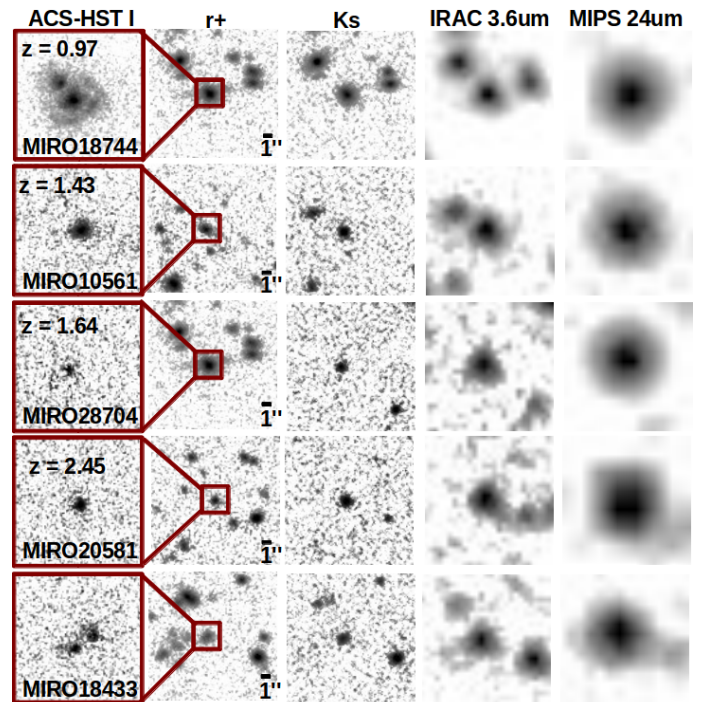 ACS-HST I r+ Ks IRAC 3.6um MIPS 24um
z = 0.97
MIRO18744 1''
z = 1.43
MIRO10561 1''
z = 1.64
MIRO28704 1''
z = 2.45
MIRO20581 1''
MIRO18433 1''